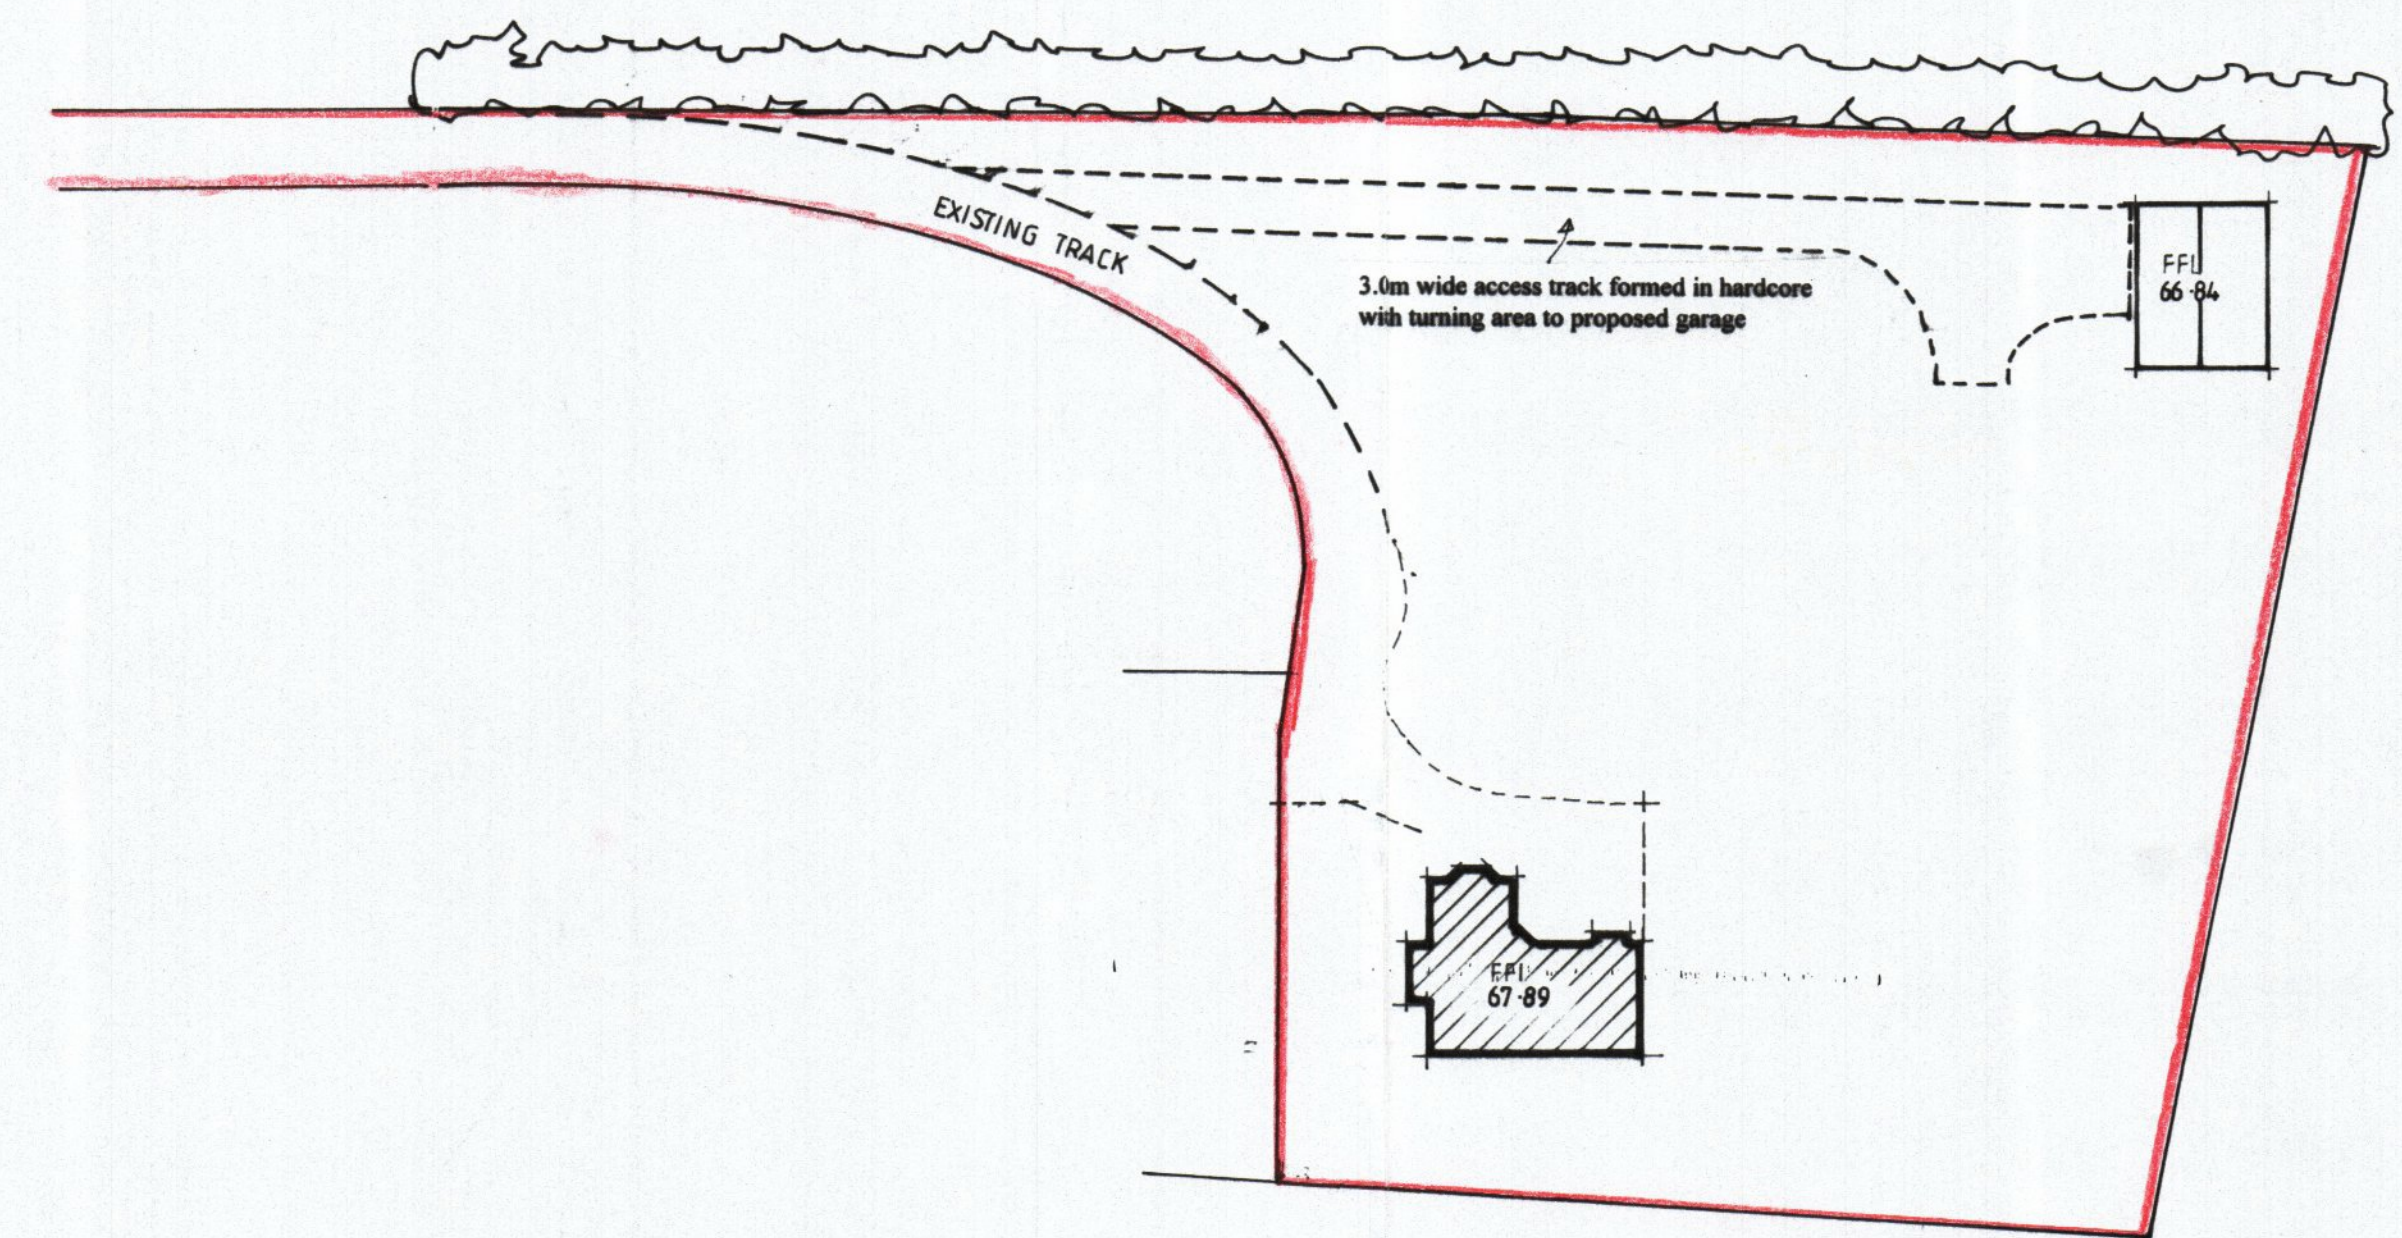 EXISTING TRACK
3.0m wide access track formed in hardcore
with turning area to proposed garage
FFL
66·84
FFL
67·89